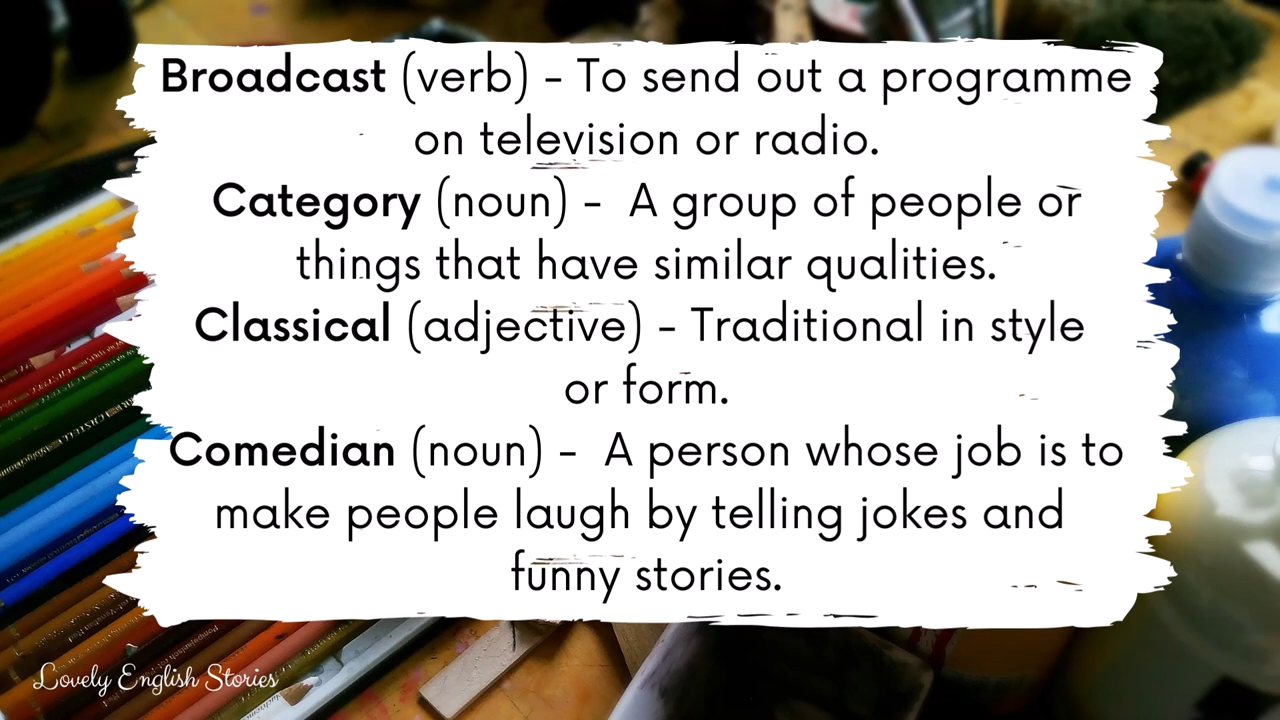 Broadcast (verb) - To send out a programme
on television or radio.
Category (noun) - A group of people or
things that have similar qualities.
Classical (adjective) - Traditional in style
or form.
Comedian (noun) - A person whose job is to
make people laugh by telling jokes and
funny stories.
Lovely English Stories